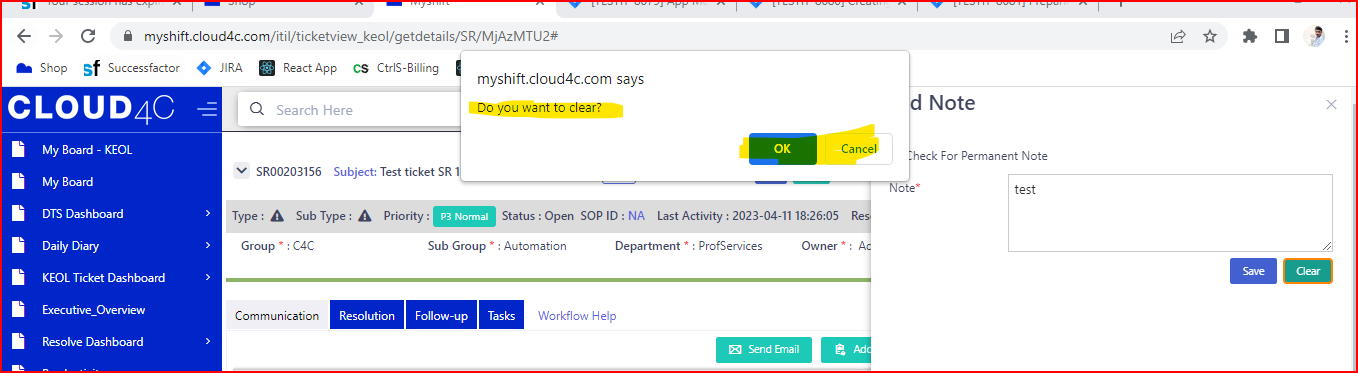 Shop
Myshift
myshift.cloud4c.com/itil/ticketview_keol/getdetails/SR/MjAzMTU2#
Shop Successfactor JIRA React App CtrlS-Billing
myshift.cloud4c.com says
Do you want to clear?
OK Cancel
CLOUD4C
Search Here
Note
My Board - KEOL
My Board
DTS Dashboard
Daily Diary
KEOL Ticket Dashboard
Executive_Overview
Resolve Dashboard
SR00203156 Subject: Test ticket SR 1
Type : Sub Type : Priority : P3 Normal Status : Open SOP ID : NA Last Activity : 2023-04-11 18:26:05
Group * : C4C Sub Group * : Automation Department * : ProfServices Owner * :
Communication Resolution Follow-up Tasks Workflow Help
Send Email
Check For Permanent Note
Note*
test
Save Clear